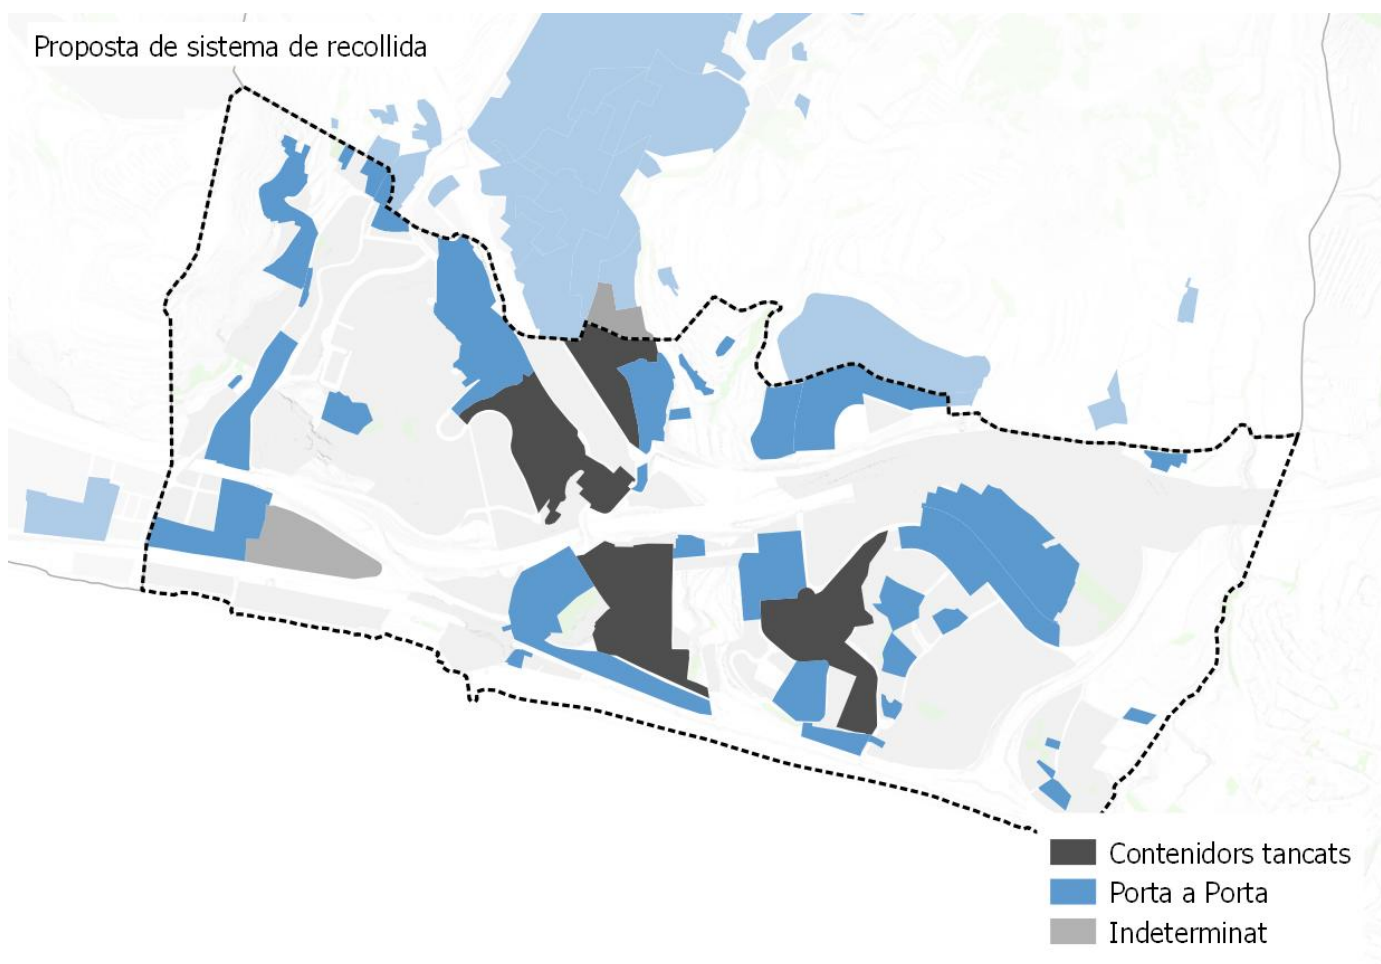 Proposta de sistema de recollida
Contenidors tancats
Porta a Porta
Indeterminat